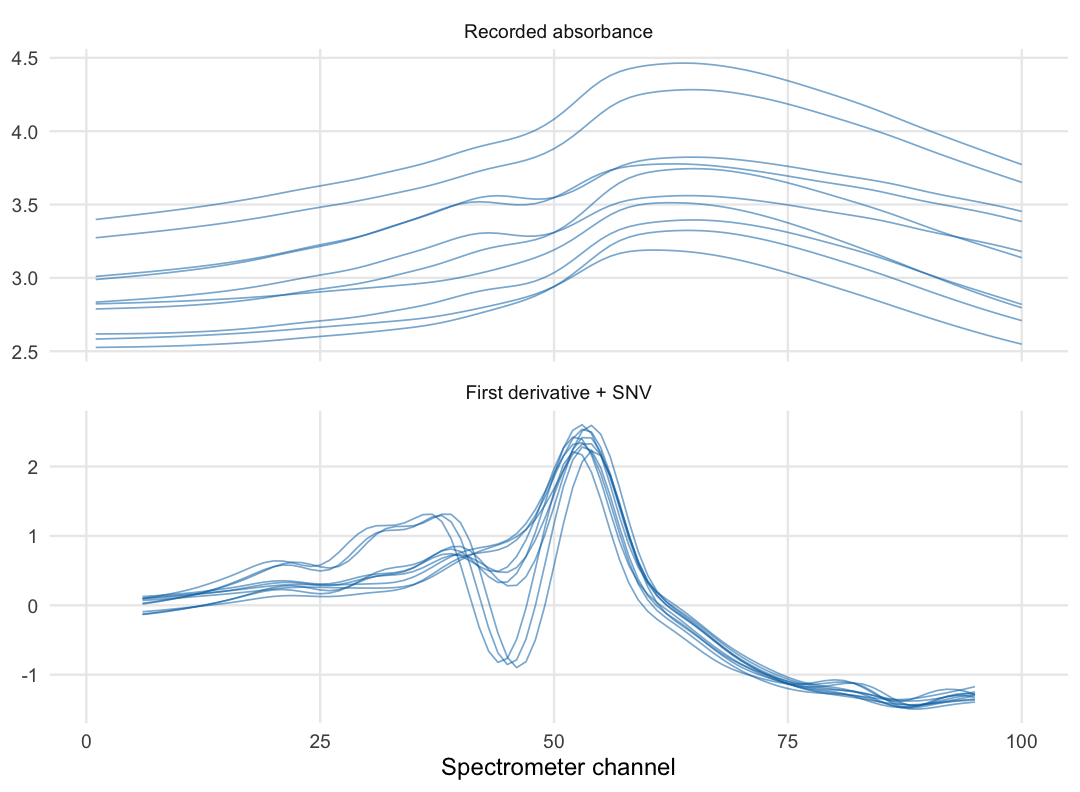 Recorded absorbance
4.5
4.0
3.5
3.0
2.5
First derivative + SNV
2
1
0
-1
0 25 50 75 100
Spectrometer channel